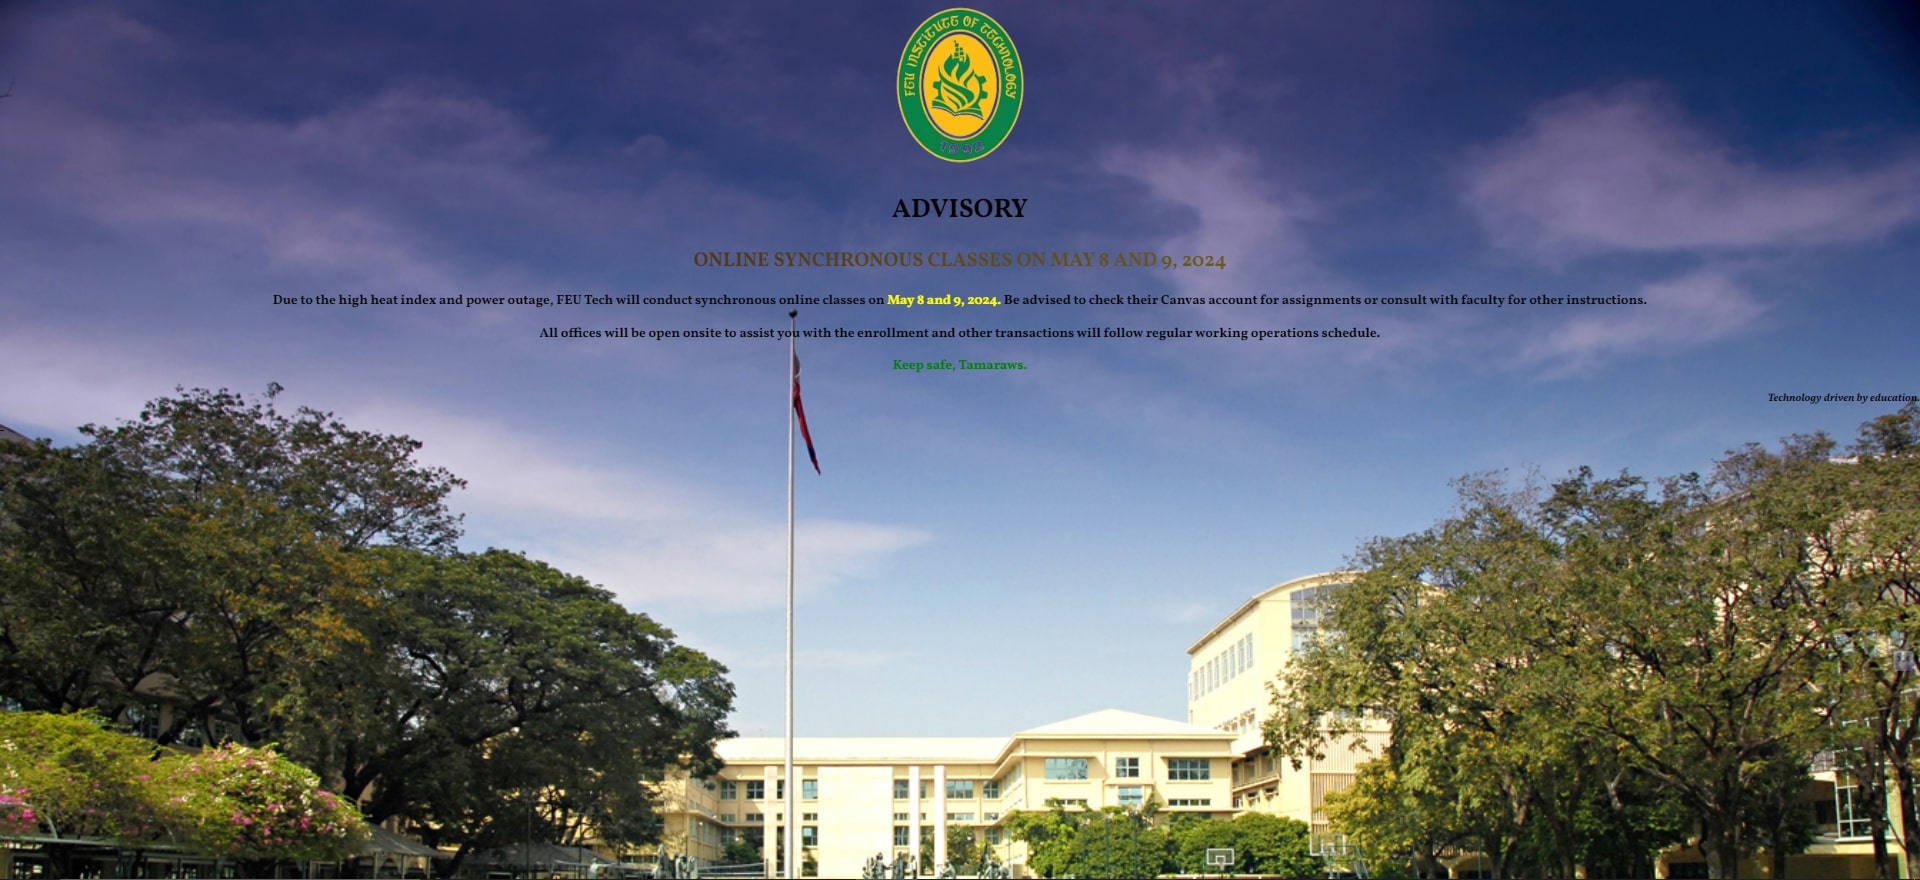 FEU INSTITUTE OF TECHNOLOGY
1992
ADVISORY
ONLINE SYNCHRONOUS CLASSES ON MAY 8 AND 9, 2024
Due to the high heat index and power outage, FEU Tech will conduct synchronous online classes on May 8 and 9, 2024. Be advised to check their Canvas account for assignments or consult with faculty for other instructions.
All offices will be open onsite to assist you with the enrollment and other transactions will follow regular working operations schedule.
Keep safe, Tamaraws.
Technology driven by education.